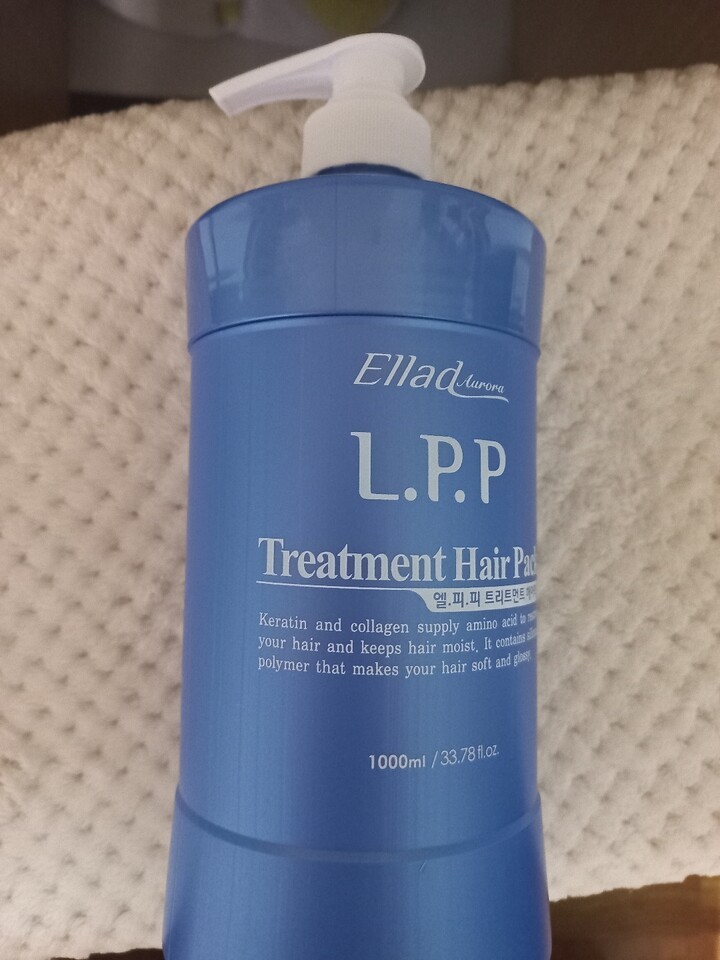 Ellad Aurora
L.P.P
Treatment Hair Pack
엘.피.피 트리트먼트
Keratin and collagen supply amino acid to
your hair and keeps hair moist. It contains
polymer that makes your hair soft and glossy.
1000ml / 33.78 fl.oz.